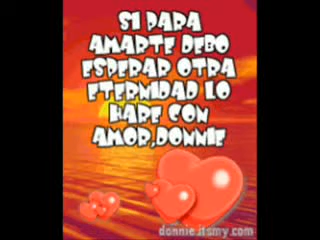 SI PARA
AMARTE DEBO
ESPERAR OTRA
ETERNIDAD LO
HARE CON
AMOR,DONNIE
donnie.itsmy.com